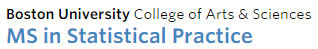 Boston University College of Arts & Sciences
MS in Statistical Practice